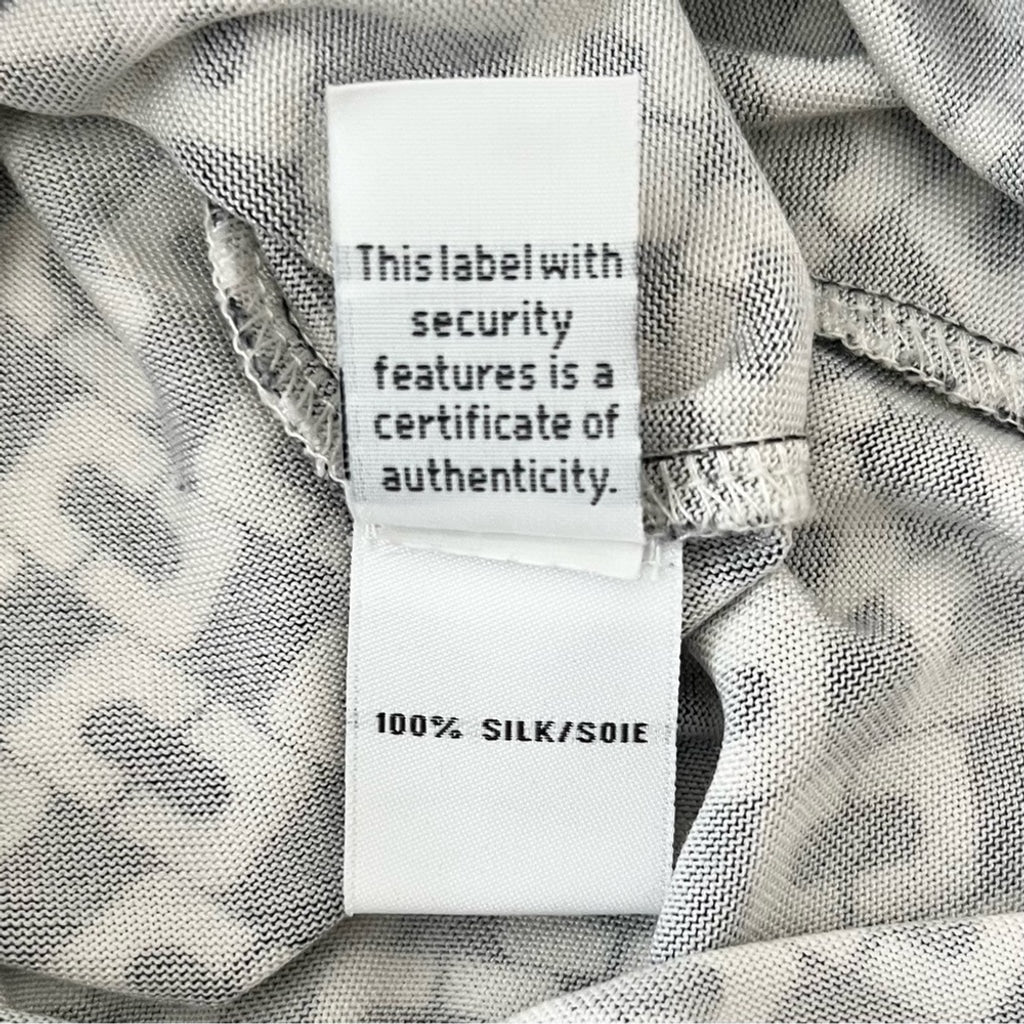 This label with
security
features is a
certificate of
authenticity.
100% SILK/SOIE